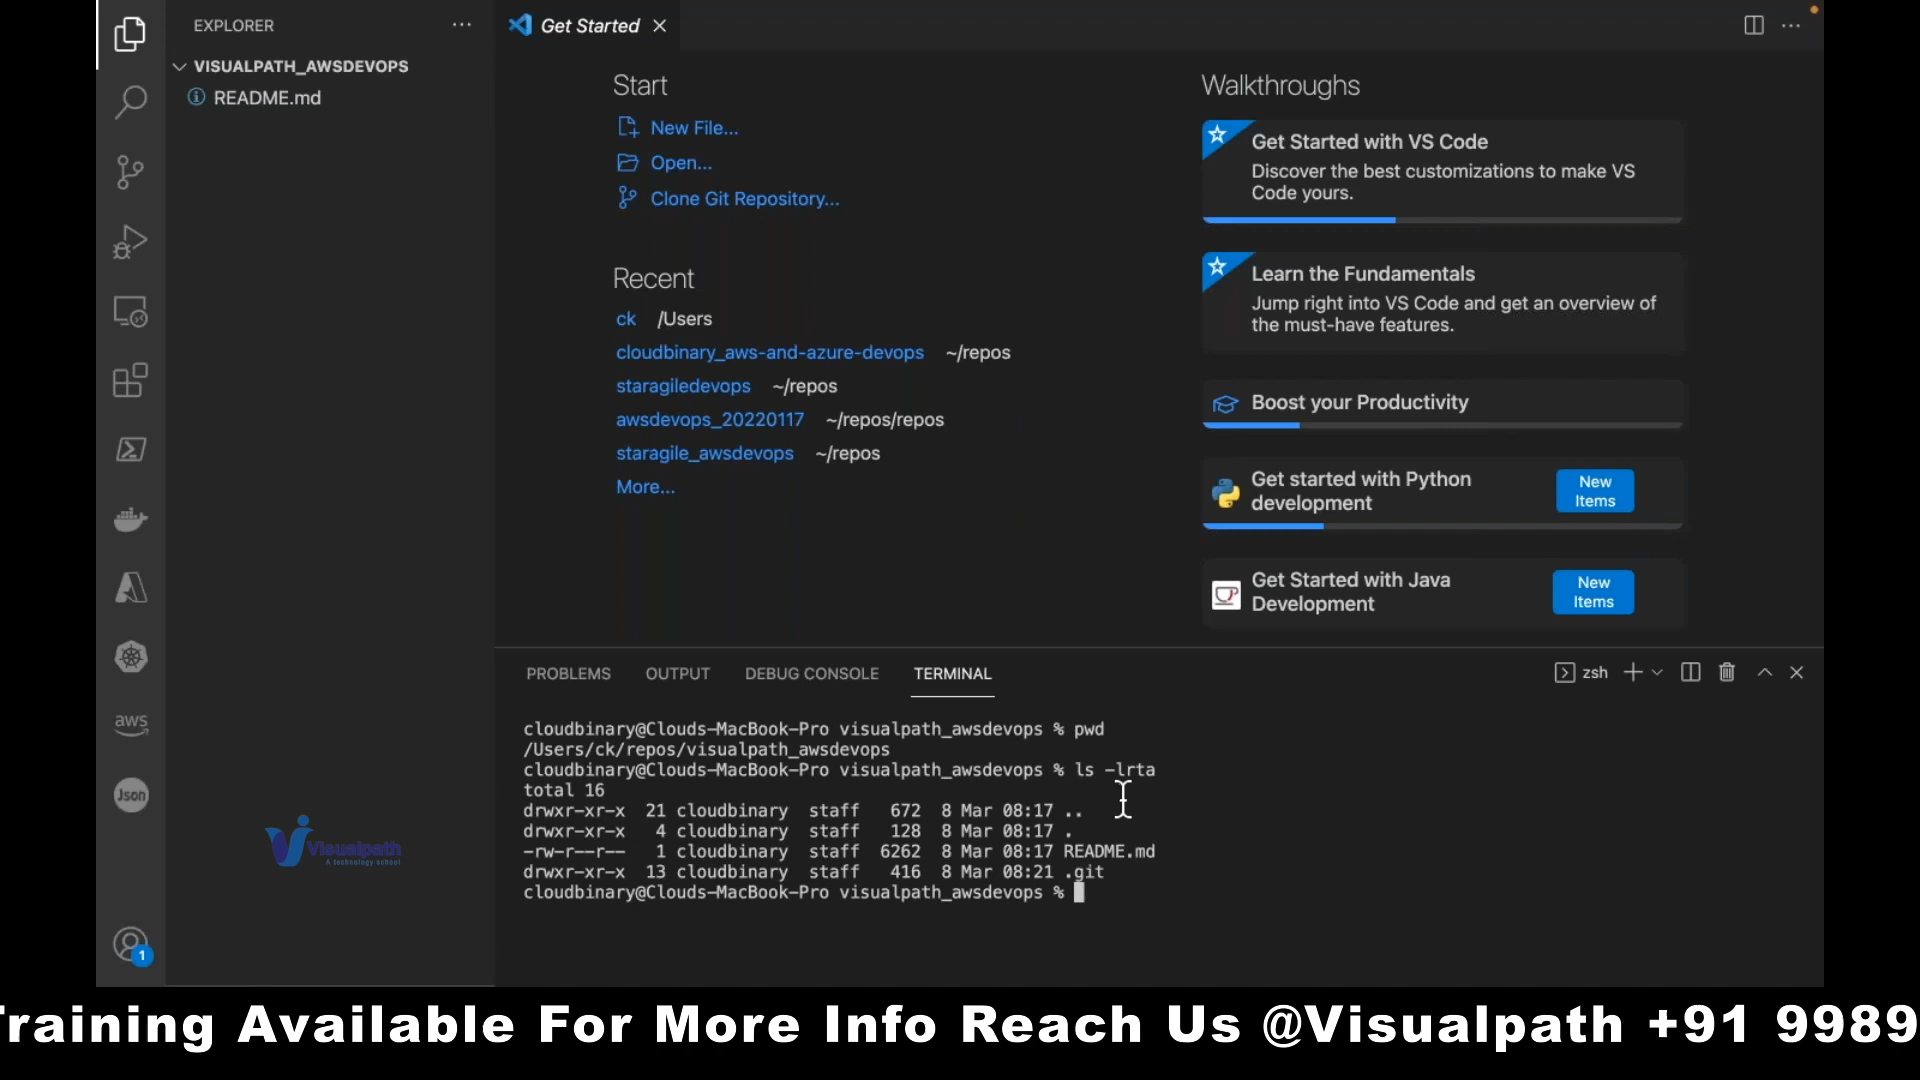 EXPLORER
VISUALPATH_AWSDEVOPS
README.md
Get Started
Start
New File...
Open...
Clone Git Repository...
Recent
ck /Users
cloudbinary_aws-and-azure-devops ~/repos
staragiledevops ~/repos
awsdevops_20220117 ~/repos/repos
staragile_awsdevops ~/repos
More...
Walkthroughs
Get Started with VS Code
Discover the best customizations to make VS
Code yours.
Learn the Fundamentals
Jump right into VS Code and get an overview of
the must-have features.
Boost your Productivity
Get started with Python
development
New
Items
Get Started with Java
Development
New
Items
aws
Json
1
Visualpath
A technology school
PROBLEMS OUTPUT DEBUG CONSOLE TERMINAL
zsh
cloudbinary@Clouds-MacBook-Pro visualpath_awsdevops % pwd
/Users/ck/repos/visualpath_awsdevops
cloudbinary@Clouds-MacBook-Pro visualpath_awsdevops % ls -lrta
total 16
drwxr-xr-x 21 cloudbinary staff 672 8 Mar 08:17 ..
drwxr-xr-x 4 cloudbinary staff 128 8 Mar 08:17 .
-rw-r--r-- 1 cloudbinary staff 6262 8 Mar 08:17 README.md
drwxr-xr-x 13 cloudbinary staff 416 8 Mar 08:21 .git
cloudbinary@Clouds-MacBook-Pro visualpath_awsdevops %
Training Available For More Info Reach Us @Visualpath +91 9989